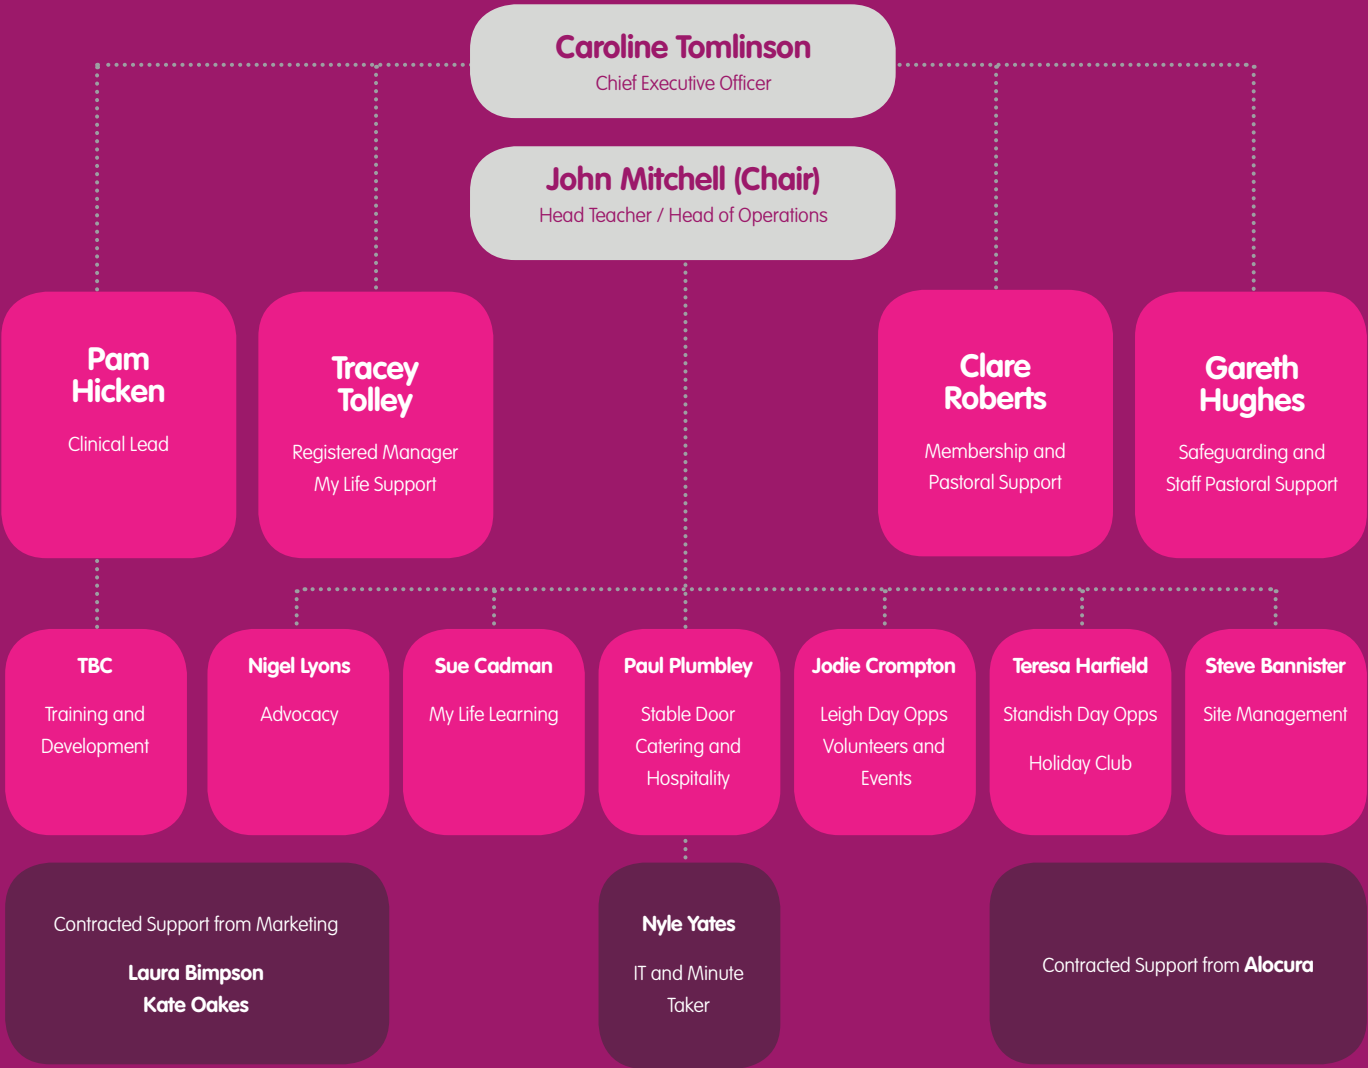 Caroline Tomlinson
Chief Executive Officer
John Mitchell (Chair)
Head Teacher / Head of Operations
Pam
Hicken
Clinical Lead
Tracey
Tolley
Registered Manager
My Life Support
Clare
Roberts
Membership and
Pastoral Support
Gareth
Hughes
Safeguarding and
Staff Pastoral Support
TBC
Training and
Development
Nigel Lyons
Advocacy
Sue Cadman
My Life Learning
Paul Plumbley
Stable Door
Catering and
Hospitality
Jodie Crompton
Leigh Day Opps
Volunteers and
Events
Teresa Harfield
Standish Day Opps
Holiday Club
Steve Bannister
Site Management
Contracted Support from Marketing
Laura Bimpson
Kate Oakes
Nyle Yates
IT and Minute
Taker
Contracted Support from Alocura